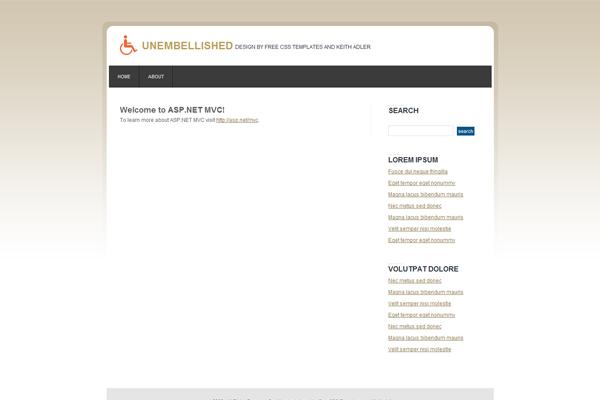 UNEMBELLISHED DESIGN BY FREE CSS TEMPLATES AND KEITH ADLER
HOME ABOUT
Welcome to ASP.NET MVC!
To learn more about ASP.NET MVC visit http://asp.net/mvc.
SEARCH
search
LOREM IPSUM
Fusce dui neque fringilla
Eget tempor eget nonummy
Magna lacus bibendum mauris
Nec metus sed donec
Magna lacus bibendum mauris
Velit semper nisi molestie
Eget tempor eget nonummy
VOLUTPAT DOLORE
Nec metus sed donec
Magna lacus bibendum mauris
Velit semper nisi molestie
Eget tempor eget nonummy
Nec metus sed donec
Magna lacus bibendum mauris
Velit semper nisi molestie